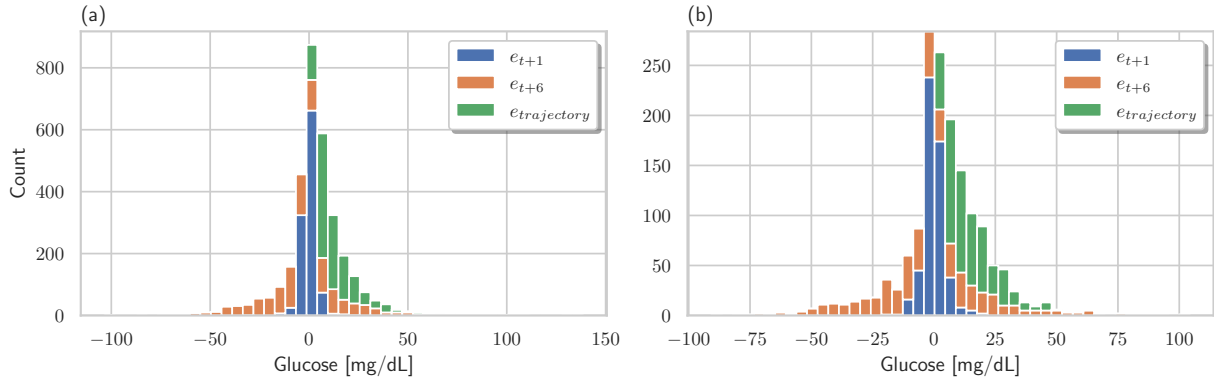 (a)
Count
800
600
400
200
0
−100
−50
0
50
100
150
Glucose [mg/dL]
e_{t+1}
e_{t+6}
e_{trajectory}
(b)
250
200
150
100
50
0
−100
−75
−50
−25
0
25
50
75
100
Glucose [mg/dL]
e_{t+1}
e_{t+6}
e_{trajectory}